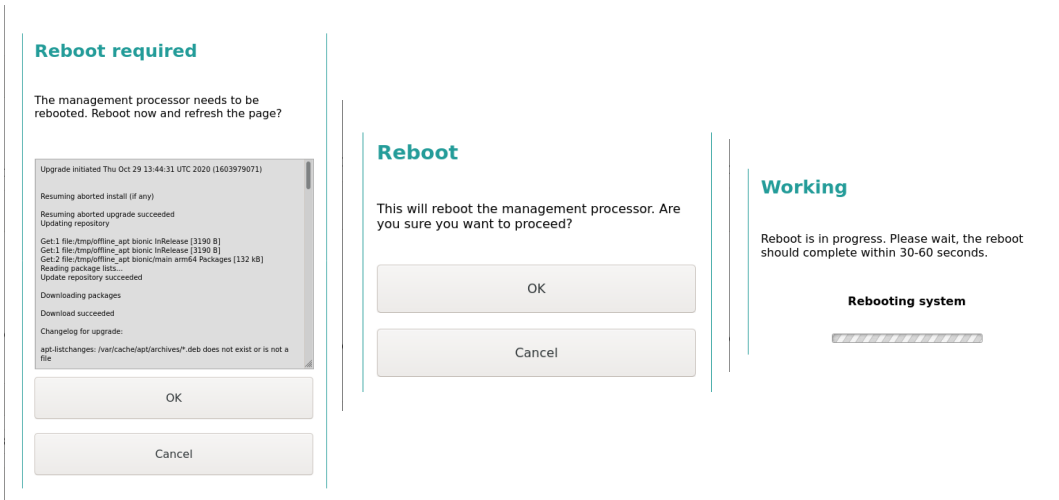 Reboot required
The management processor needs to be
rebooted. Reboot now and refresh the page?
Upgrade initiated Thu Oct 29 13:44:31 UTC 2020 (1603979071)
Resuming aborted install (if any)
Resuming aborted upgrade succeeded
Updating repository
Get:1 file:/tmp/offline_apt bionic InRelease [3190 B]
Get:1 file:/tmp/offline_apt bionic InRelease [3190 B]
Get:2 file:/tmp/offline_apt bionic/main arm64 Packages [132 kB]
Reading package lists...
Update repository succeeded
Downloading packages
Download succeeded
Changelog for upgrade:
apt-listchanges: /var/cache/apt/archives/*.deb does not exist or is not a
file
OK
Cancel
Reboot
This will reboot the management processor. Are
you sure you want to proceed?
OK
Cancel
Working
Reboot is in progress. Please wait, the reboot
should complete within 30-60 seconds.
Rebooting system